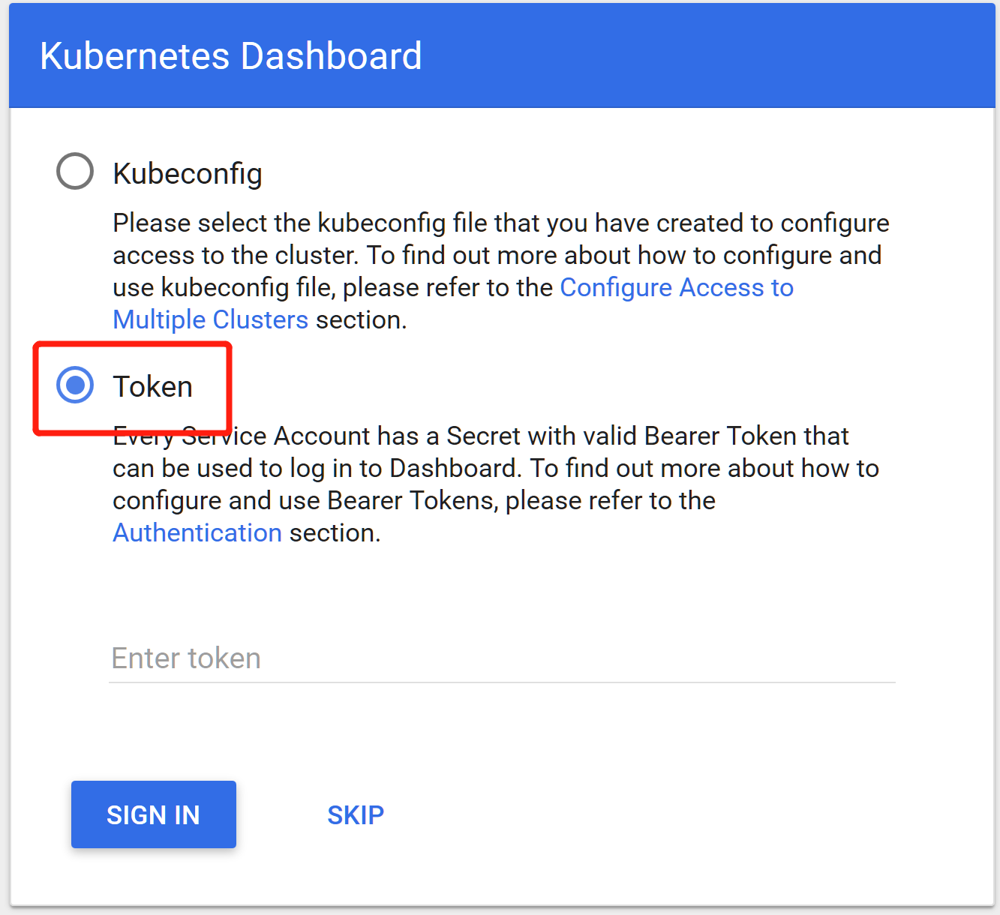 Kubernetes Dashboard
Kubeconfig
Please select the kubeconfig file that you have created to configure
access to the cluster. To find out more about how to configure and
use kubeconfig file, please refer to the Configure Access to
Multiple Clusters section.
Token
Every Service Account has a Secret with valid Bearer Token that
can be used to log in to Dashboard. To find out more about how to
configure and use Bearer Tokens, please refer to the
Authentication section.
Enter token
SIGN IN
SKIP